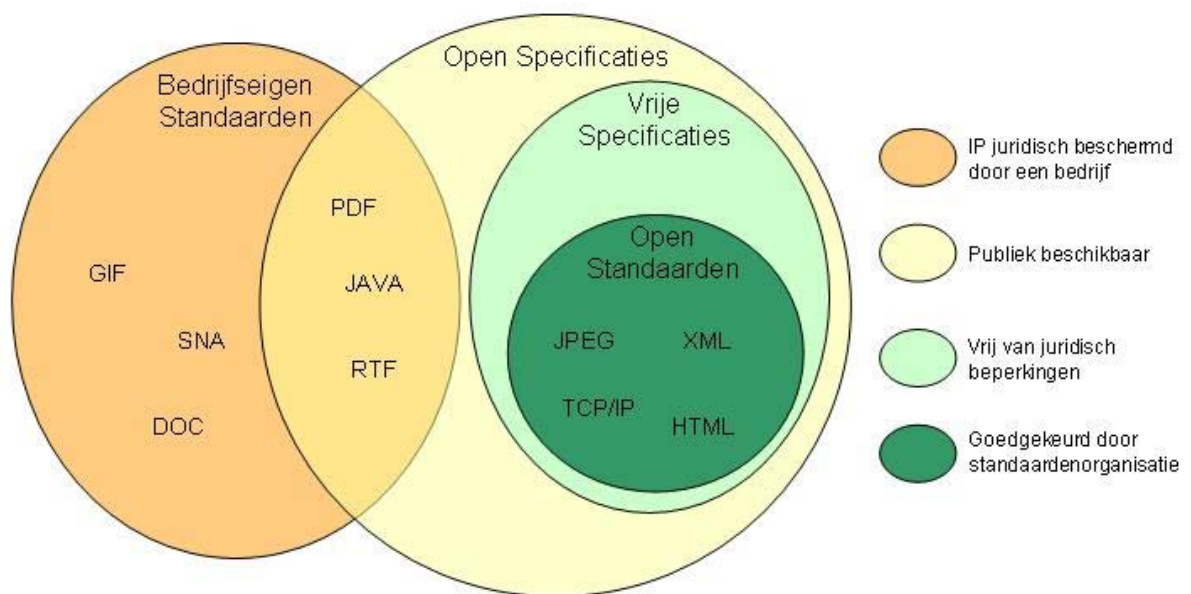 Open Specificaties
Bedrijfseigen
Standaarden
Vrije
Specificaties
PDF
Open
Standaarden
GIF
JAVA
SNA
JPEG
XML
RTF
TCP/IP
DOC
HTML
IP juridisch beschermd
door een bedrijf
Publiek beschikbaar
Vrij van juridisch
beperkingen
Goedgekeurd door
standaardenorganisatie